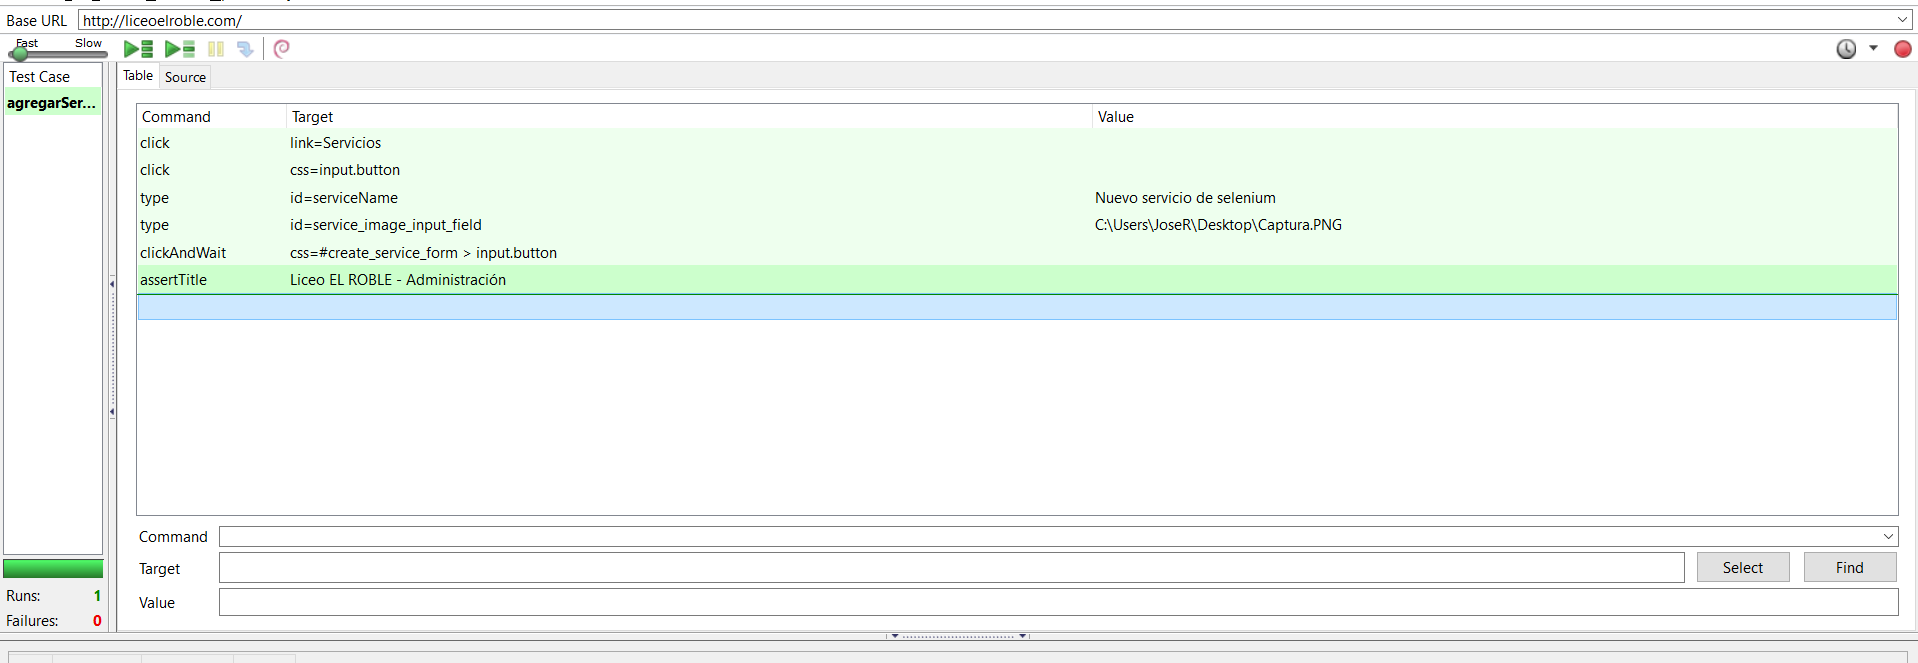 Base URL http://liceoelroble.com/
Fast Slow
Test Case
agregarSer...
Table Source
Command Target Value
click link=Servicios
click css=input.button
type id=serviceName Nuevo servicio de selenium
type id=service_image_input_field C:\Users\JoseR\Desktop\Captura.PNG
clickAndWait css=#create_service_form > input.button
assertTitle Liceo EL ROBLE - Administración
Command
Target Select Find
Value
Runs: 1
Failures: 0